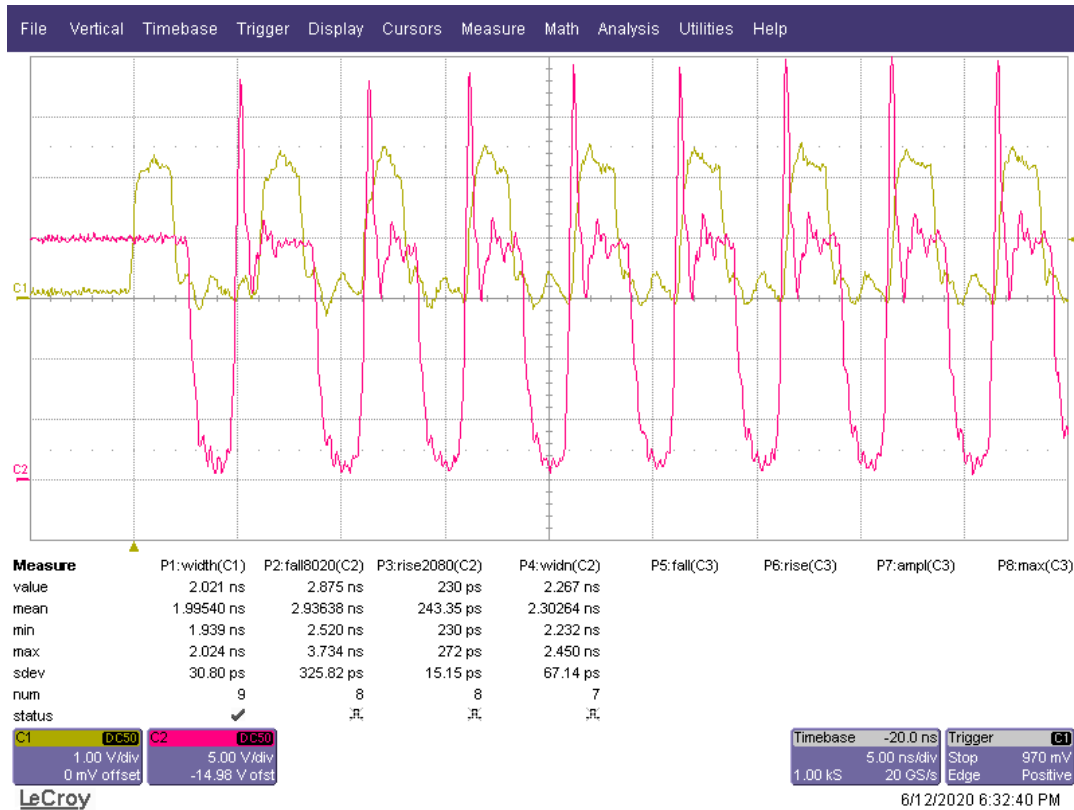 File Vertical Timebase Trigger Display Cursors Measure Math Analysis Utilities Help
C1
C2
Measure P1:width(C1) P2:fall8020(C2) P3:rise2080(C2) P4:widn(C2) P5:fall(C3) P6:rise(C3) P7:ampl(C3) P8:max(C3)
value 2.021 ns 2.875 ns 230 ps 2.267 ns
mean 1.99540 ns 2.93638 ns 243.35 ps 2.30264 ns
min 1.939 ns 2.520 ns 230 ps 2.232 ns
max 2.024 ns 3.734 ns 272 ps 2.450 ns
sdev 30.80 ps 325.82 ps 15.15 ps 67.14 ps
num 9 8 8 7
status
C1 DC50 C2 DC50 Timebase -20.0 ns Trigger C1
1.00 V/div 5.00 V/div 5.00 ns/div Stop 970 mV
0 mV offset -14.98 V ofst 1.00 kS 20 GS/s Edge Positive
LeCroy 6/12/2020 6:32:40 PM